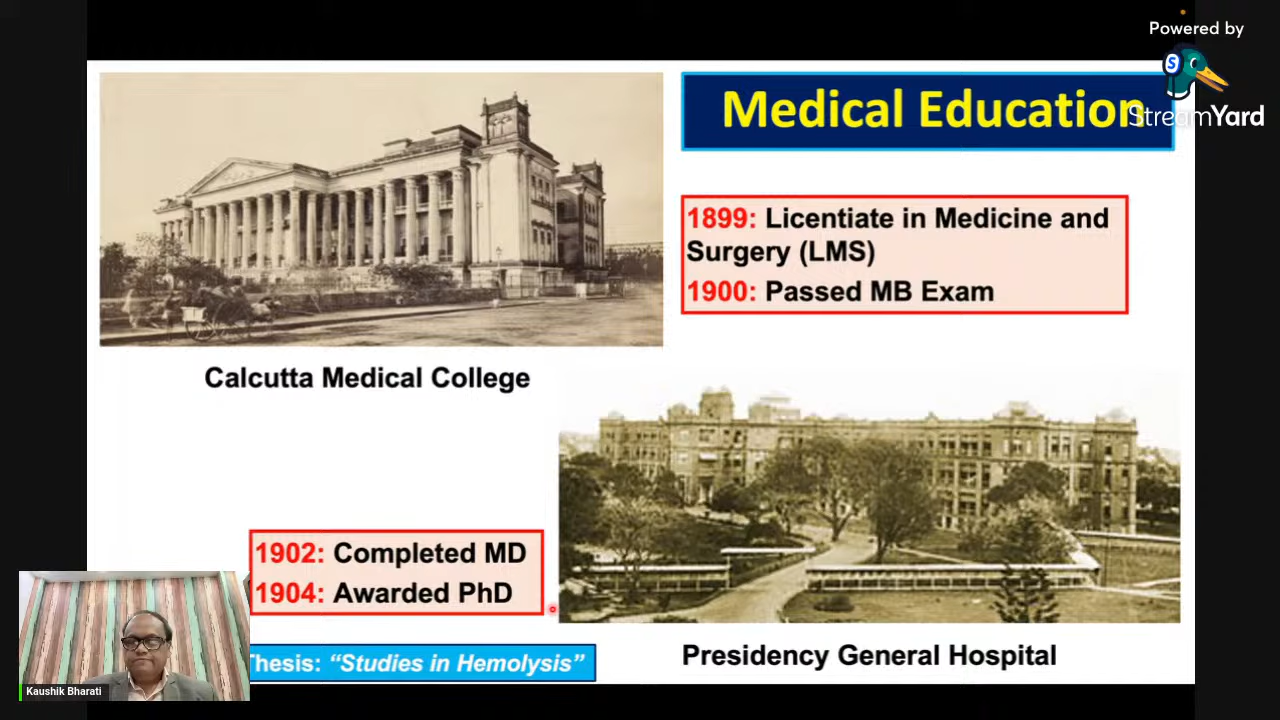 Powered by
StreamYard
Medical Education
1899: Licentiate in Medicine and
Surgery (LMS)
1900: Passed MB Exam
Calcutta Medical College
1902: Completed MD
1904: Awarded PhD
Thesis: “Studies in Hemolysis”
Presidency General Hospital
Kaushik Bharati